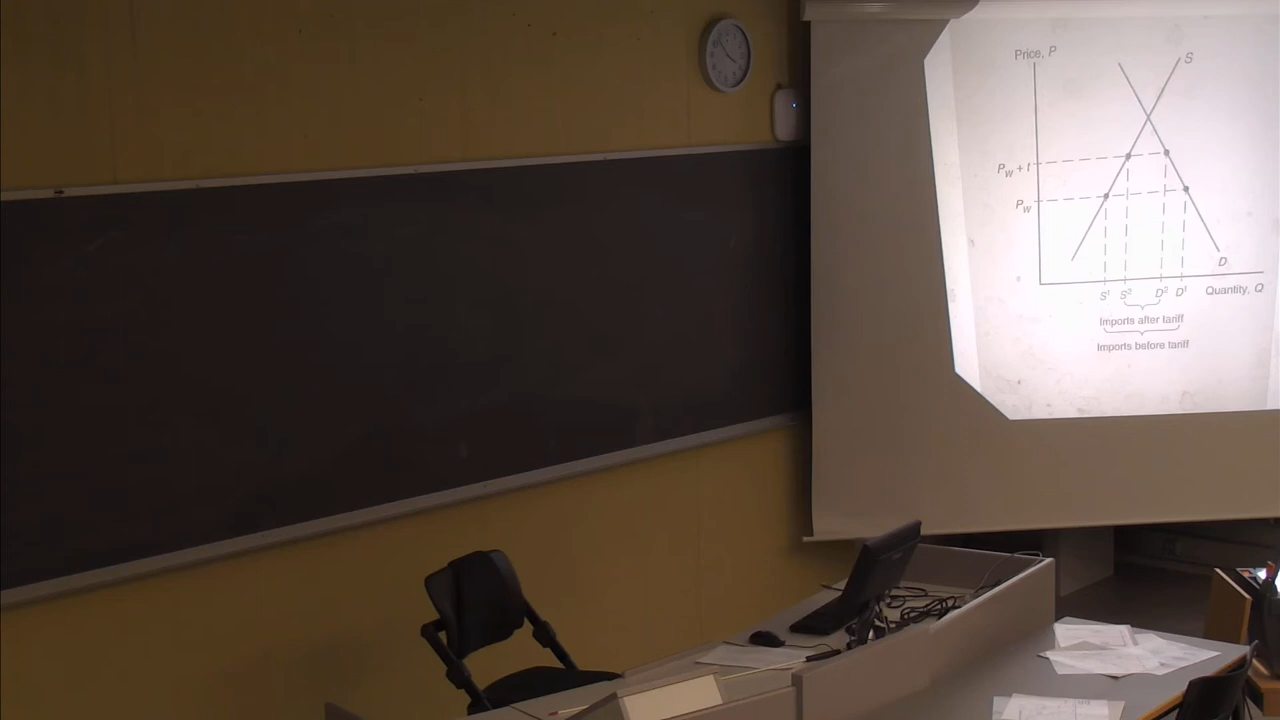 Price, P
S
P_W + t
P_W
D
S¹ S² D² D¹ Quantity, Q
Imports after tariff
Imports before tariff